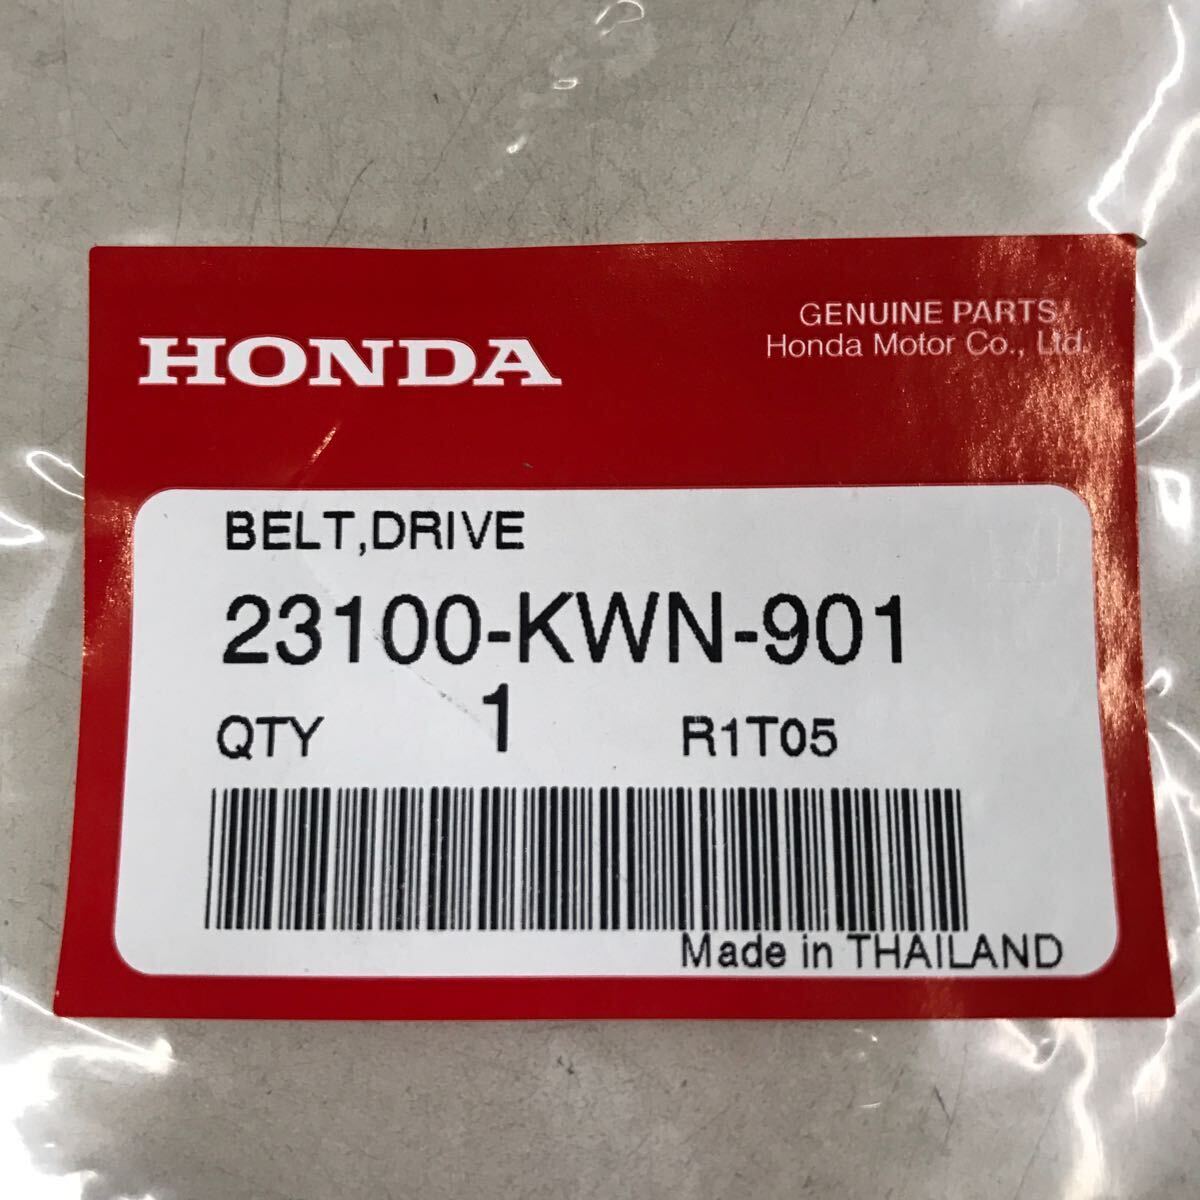 HONDA
GENUINE PARTS
Honda Motor Co., Ltd.
BELT,DRIVE
23100-KWN-901
QTY 1 R1T05
Made in THAILAND